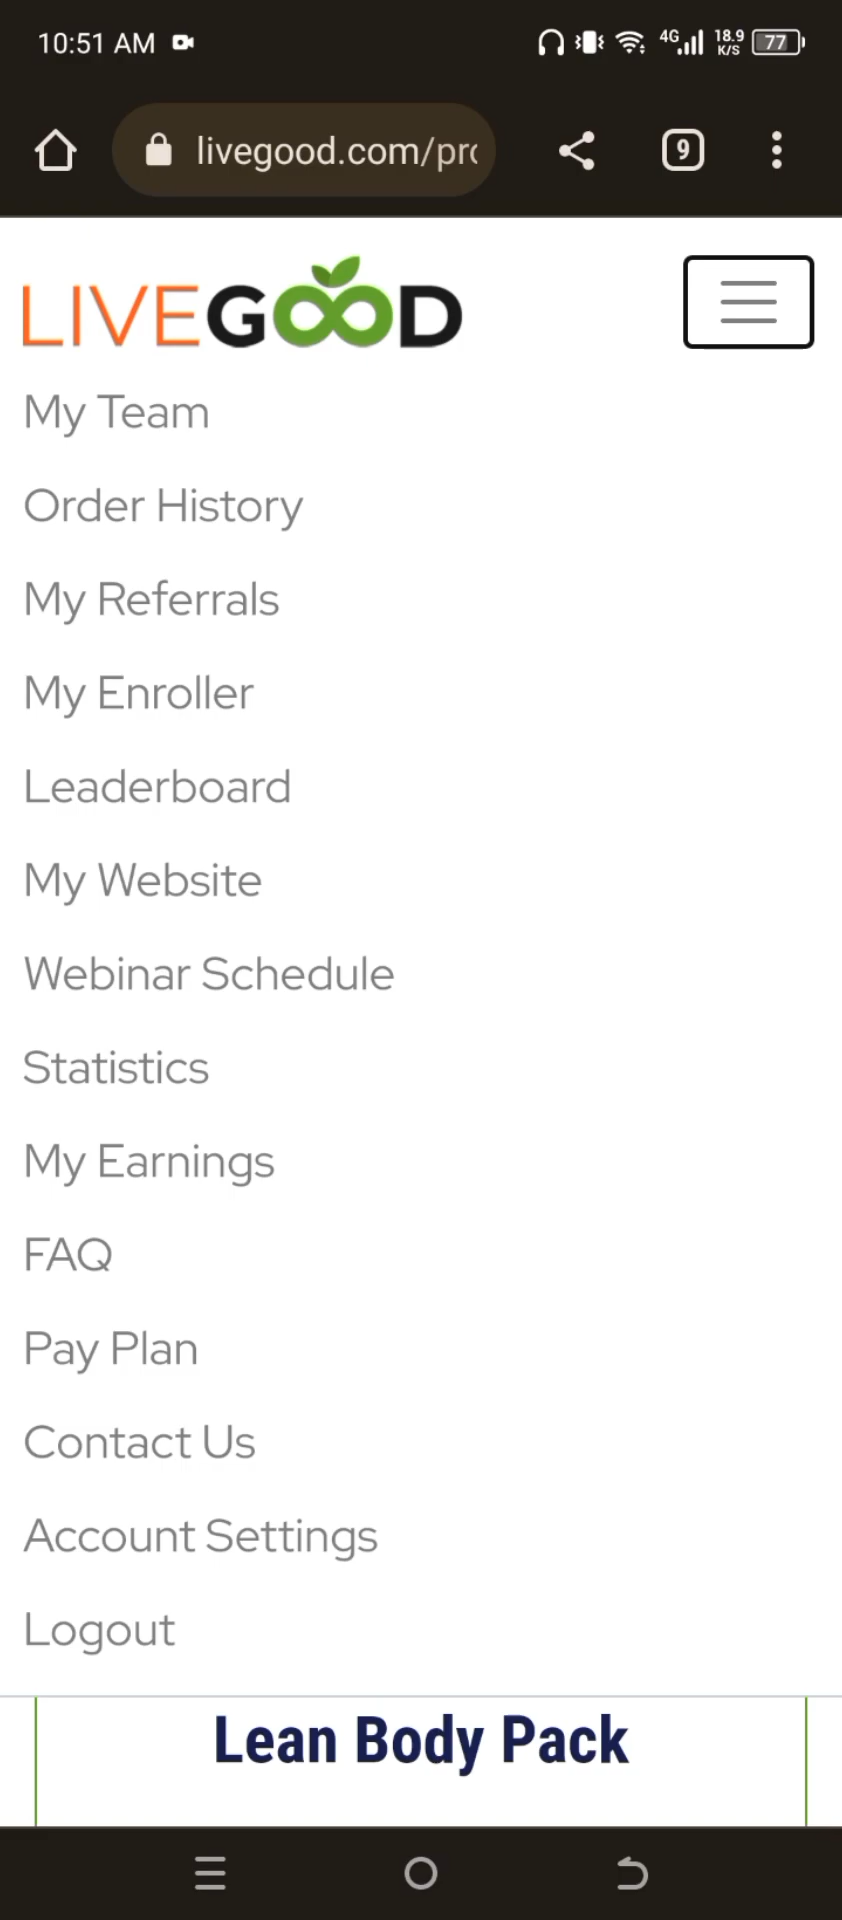 10:51 AM
4G
18.9
K/S
77
livegood.com/pro
9
LIVEGOOD
My Team
Order History
My Referrals
My Enroller
Leaderboard
My Website
Webinar Schedule
Statistics
My Earnings
FAQ
Pay Plan
Contact Us
Account Settings
Logout
Lean Body Pack